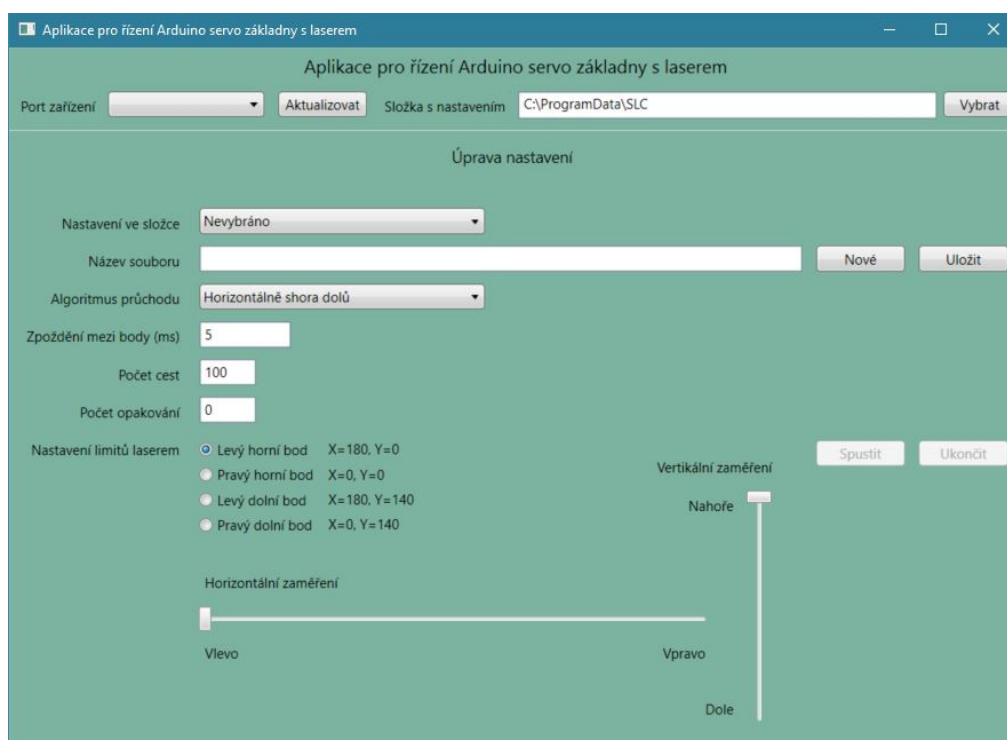 Aplikace pro řízení Arduino servo základny s laserem
Aplikace pro řízení Arduino servo základny s laserem
Port zařízení Aktualizovat Složka s nastavením C:\ProgramData\SLC Vybrat
Úprava nastavení
Nastavení ve složce Nevybráno
Název souboru Nové Uložit
Algoritmus průchodu Horizontálně shora dolů
Zpoždění mezi body (ms) 5
Počet cest 100
Počet opakování 0
Nastavení limitů laserem Levý horní bod X=180, Y=0 Spustit Ukončit
Pravý horní bod X=0, Y=0 Vertikální zaměření
Levý dolní bod X=180, Y=140 Nahoře
Pravý dolní bod X=0, Y=140
Horizontální zaměření
Vlevo Vpravo
Dole